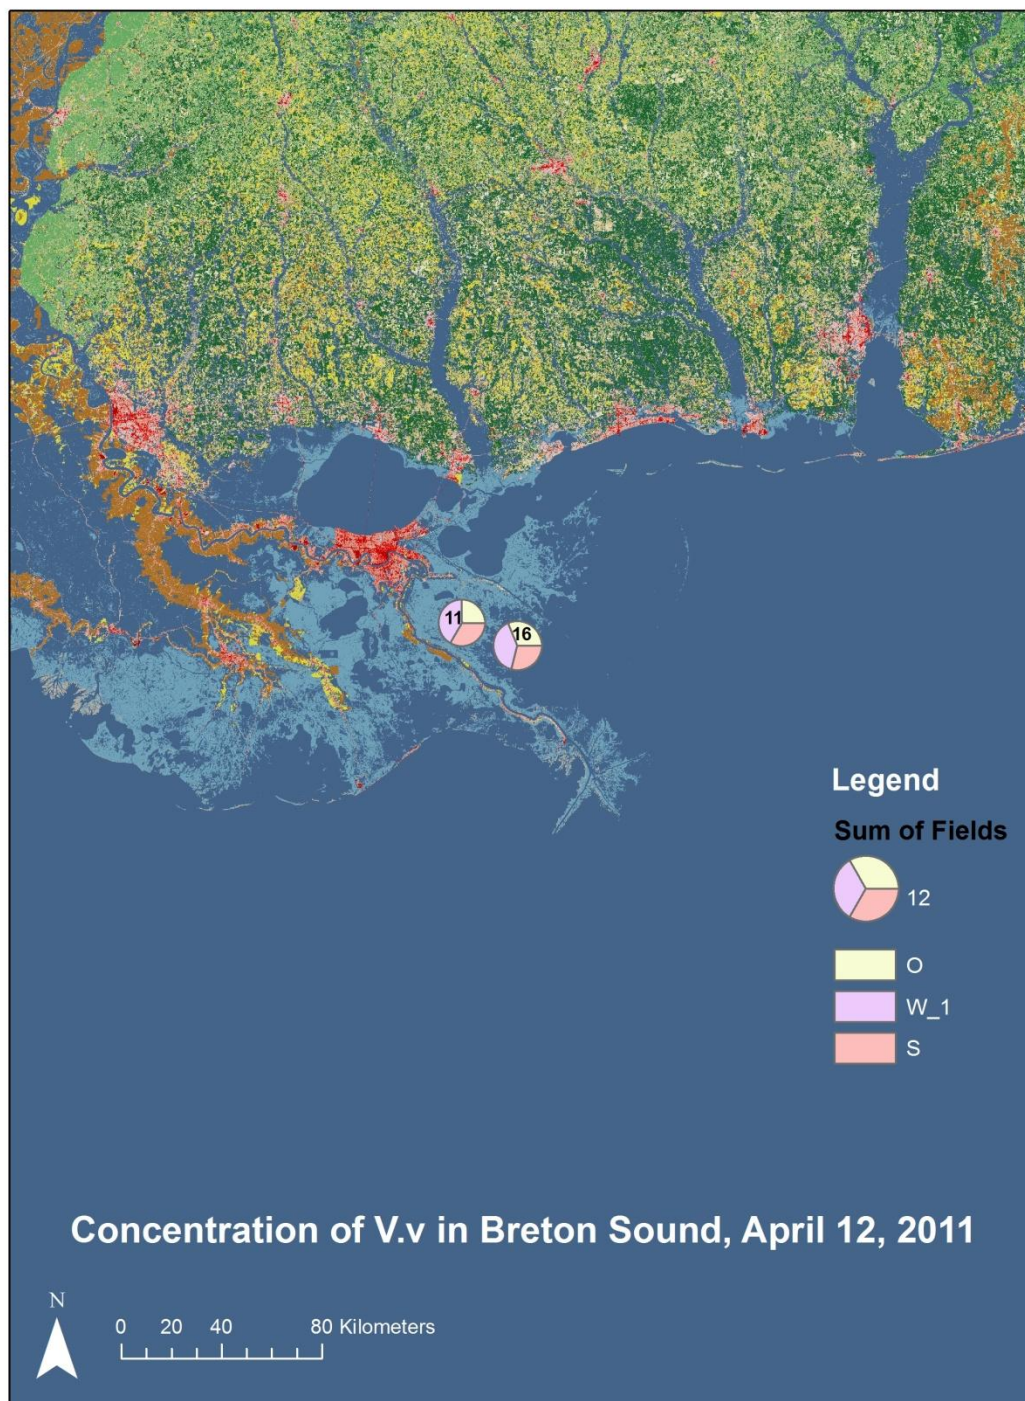 11
16
Legend
Sum of Fields
12
O
W_1
S
Concentration of V.v in Breton Sound, April 12, 2011
N
0 20 40 80 Kilometers